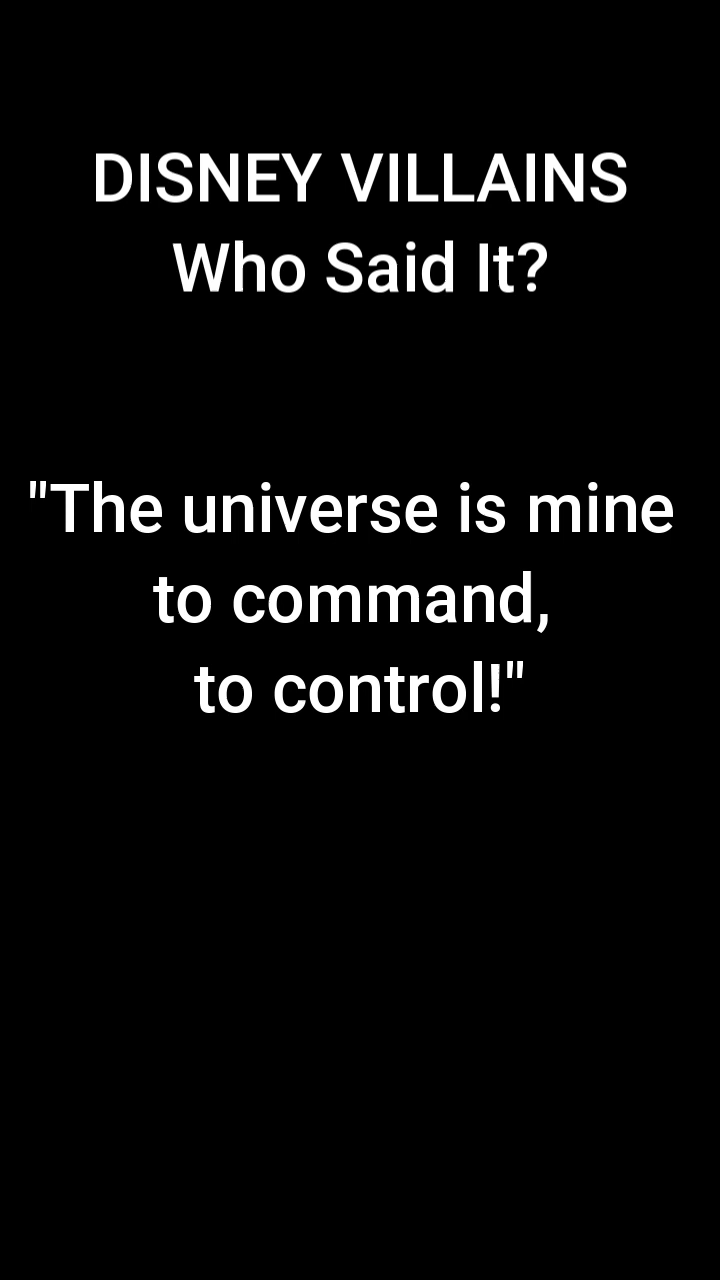 DISNEY VILLAINS
Who Said It?
"The universe is mine
to command,
to control!"